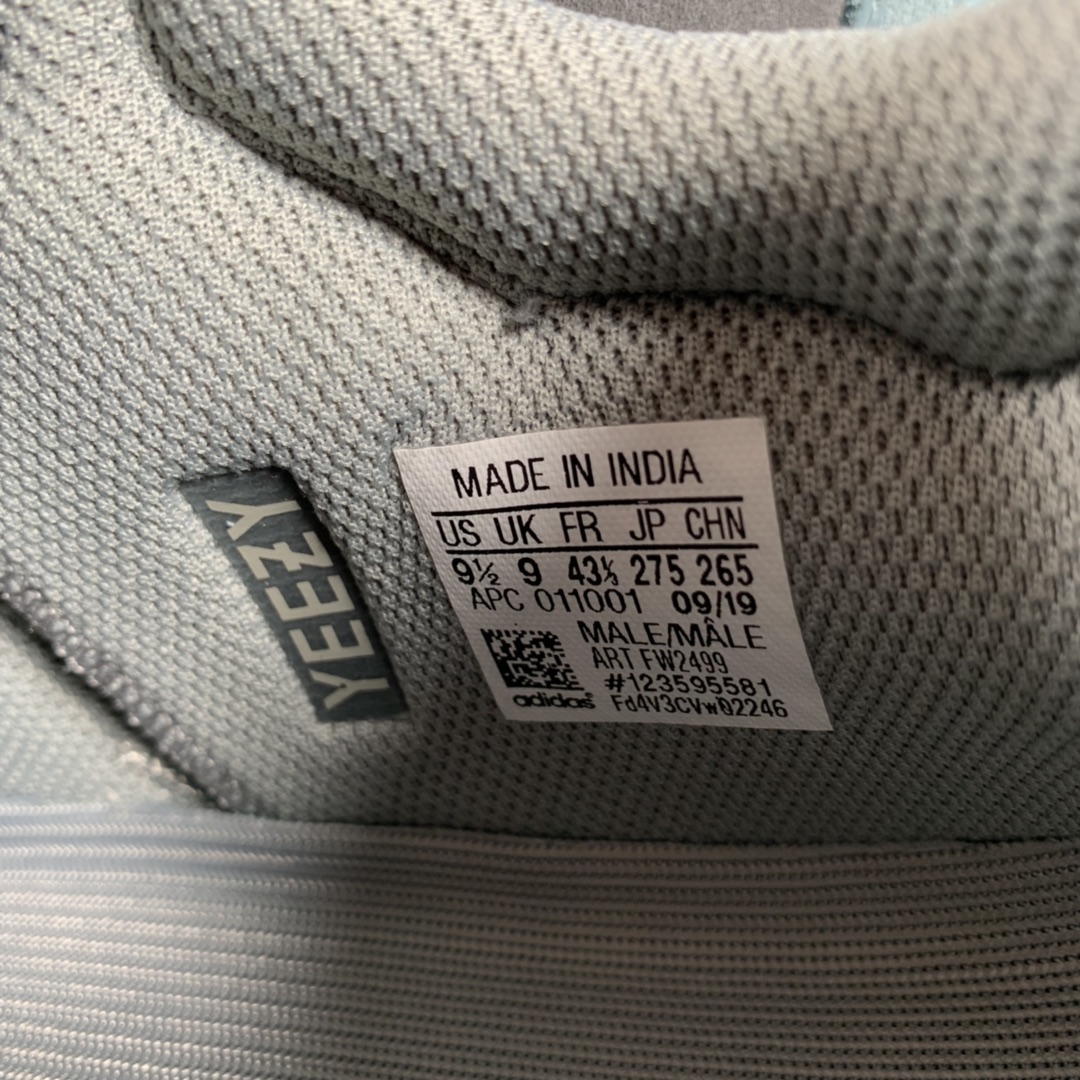 MADE IN INDIA
US UK FR JP CHN
9½ 9 43⅓ 275 265
APC 011001 09/19
MALE/MÂLE
ART FW2499
#123595581
adidas Fd4V3CVw02246
YEEZY